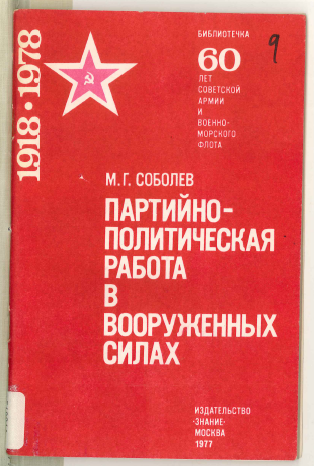 1918 • 1978
БИБЛИОТЕЧКА
60
ЛЕТ
СОВЕТСКОЙ
АРМИИ
И
ВОЕННО-
МОРСКОГО
ФЛОТА
9
М. Г. СОБОЛЕВ
ПАРТИЙНО-
ПОЛИТИЧЕСКАЯ
РАБОТА
В
ВООРУЖЕННЫХ
СИЛАХ
ИЗДАТЕЛЬСТВО
«ЗНАНИЕ»
МОСКВА
1977